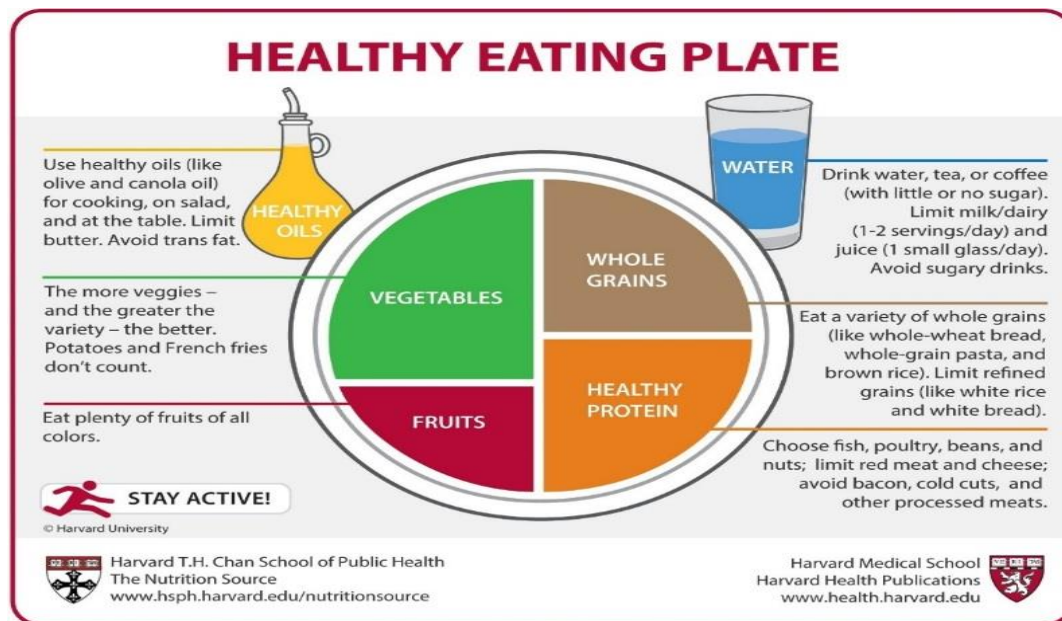 HEALTHY EATING PLATE
Use healthy oils (like
olive and canola oil)
for cooking, on salad,
and at the table. Limit
butter. Avoid trans fat.
HEALTHY
OILS
The more veggies –
and the greater the
variety – the better.
Potatoes and French fries
don't count.
Eat plenty of fruits of all
colors.
VEGETABLES
FRUITS
WHOLE
GRAINS
HEALTHY
PROTEIN
WATER
Drink water, tea, or coffee
(with little or no sugar).
Limit milk/dairy
(1-2 servings/day) and
juice (1 small glass/day).
Avoid sugary drinks.
Eat a variety of whole grains
(like whole-wheat bread,
whole-grain pasta, and
brown rice). Limit refined
grains (like white rice
and white bread).
Choose fish, poultry, beans, and
nuts; limit red meat and cheese;
avoid bacon, cold cuts, and
other processed meats.
STAY ACTIVE!
© Harvard University
Harvard T.H. Chan School of Public Health
The Nutrition Source
www.hsph.harvard.edu/nutritionsource
Harvard Medical School
Harvard Health Publications
www.health.harvard.edu